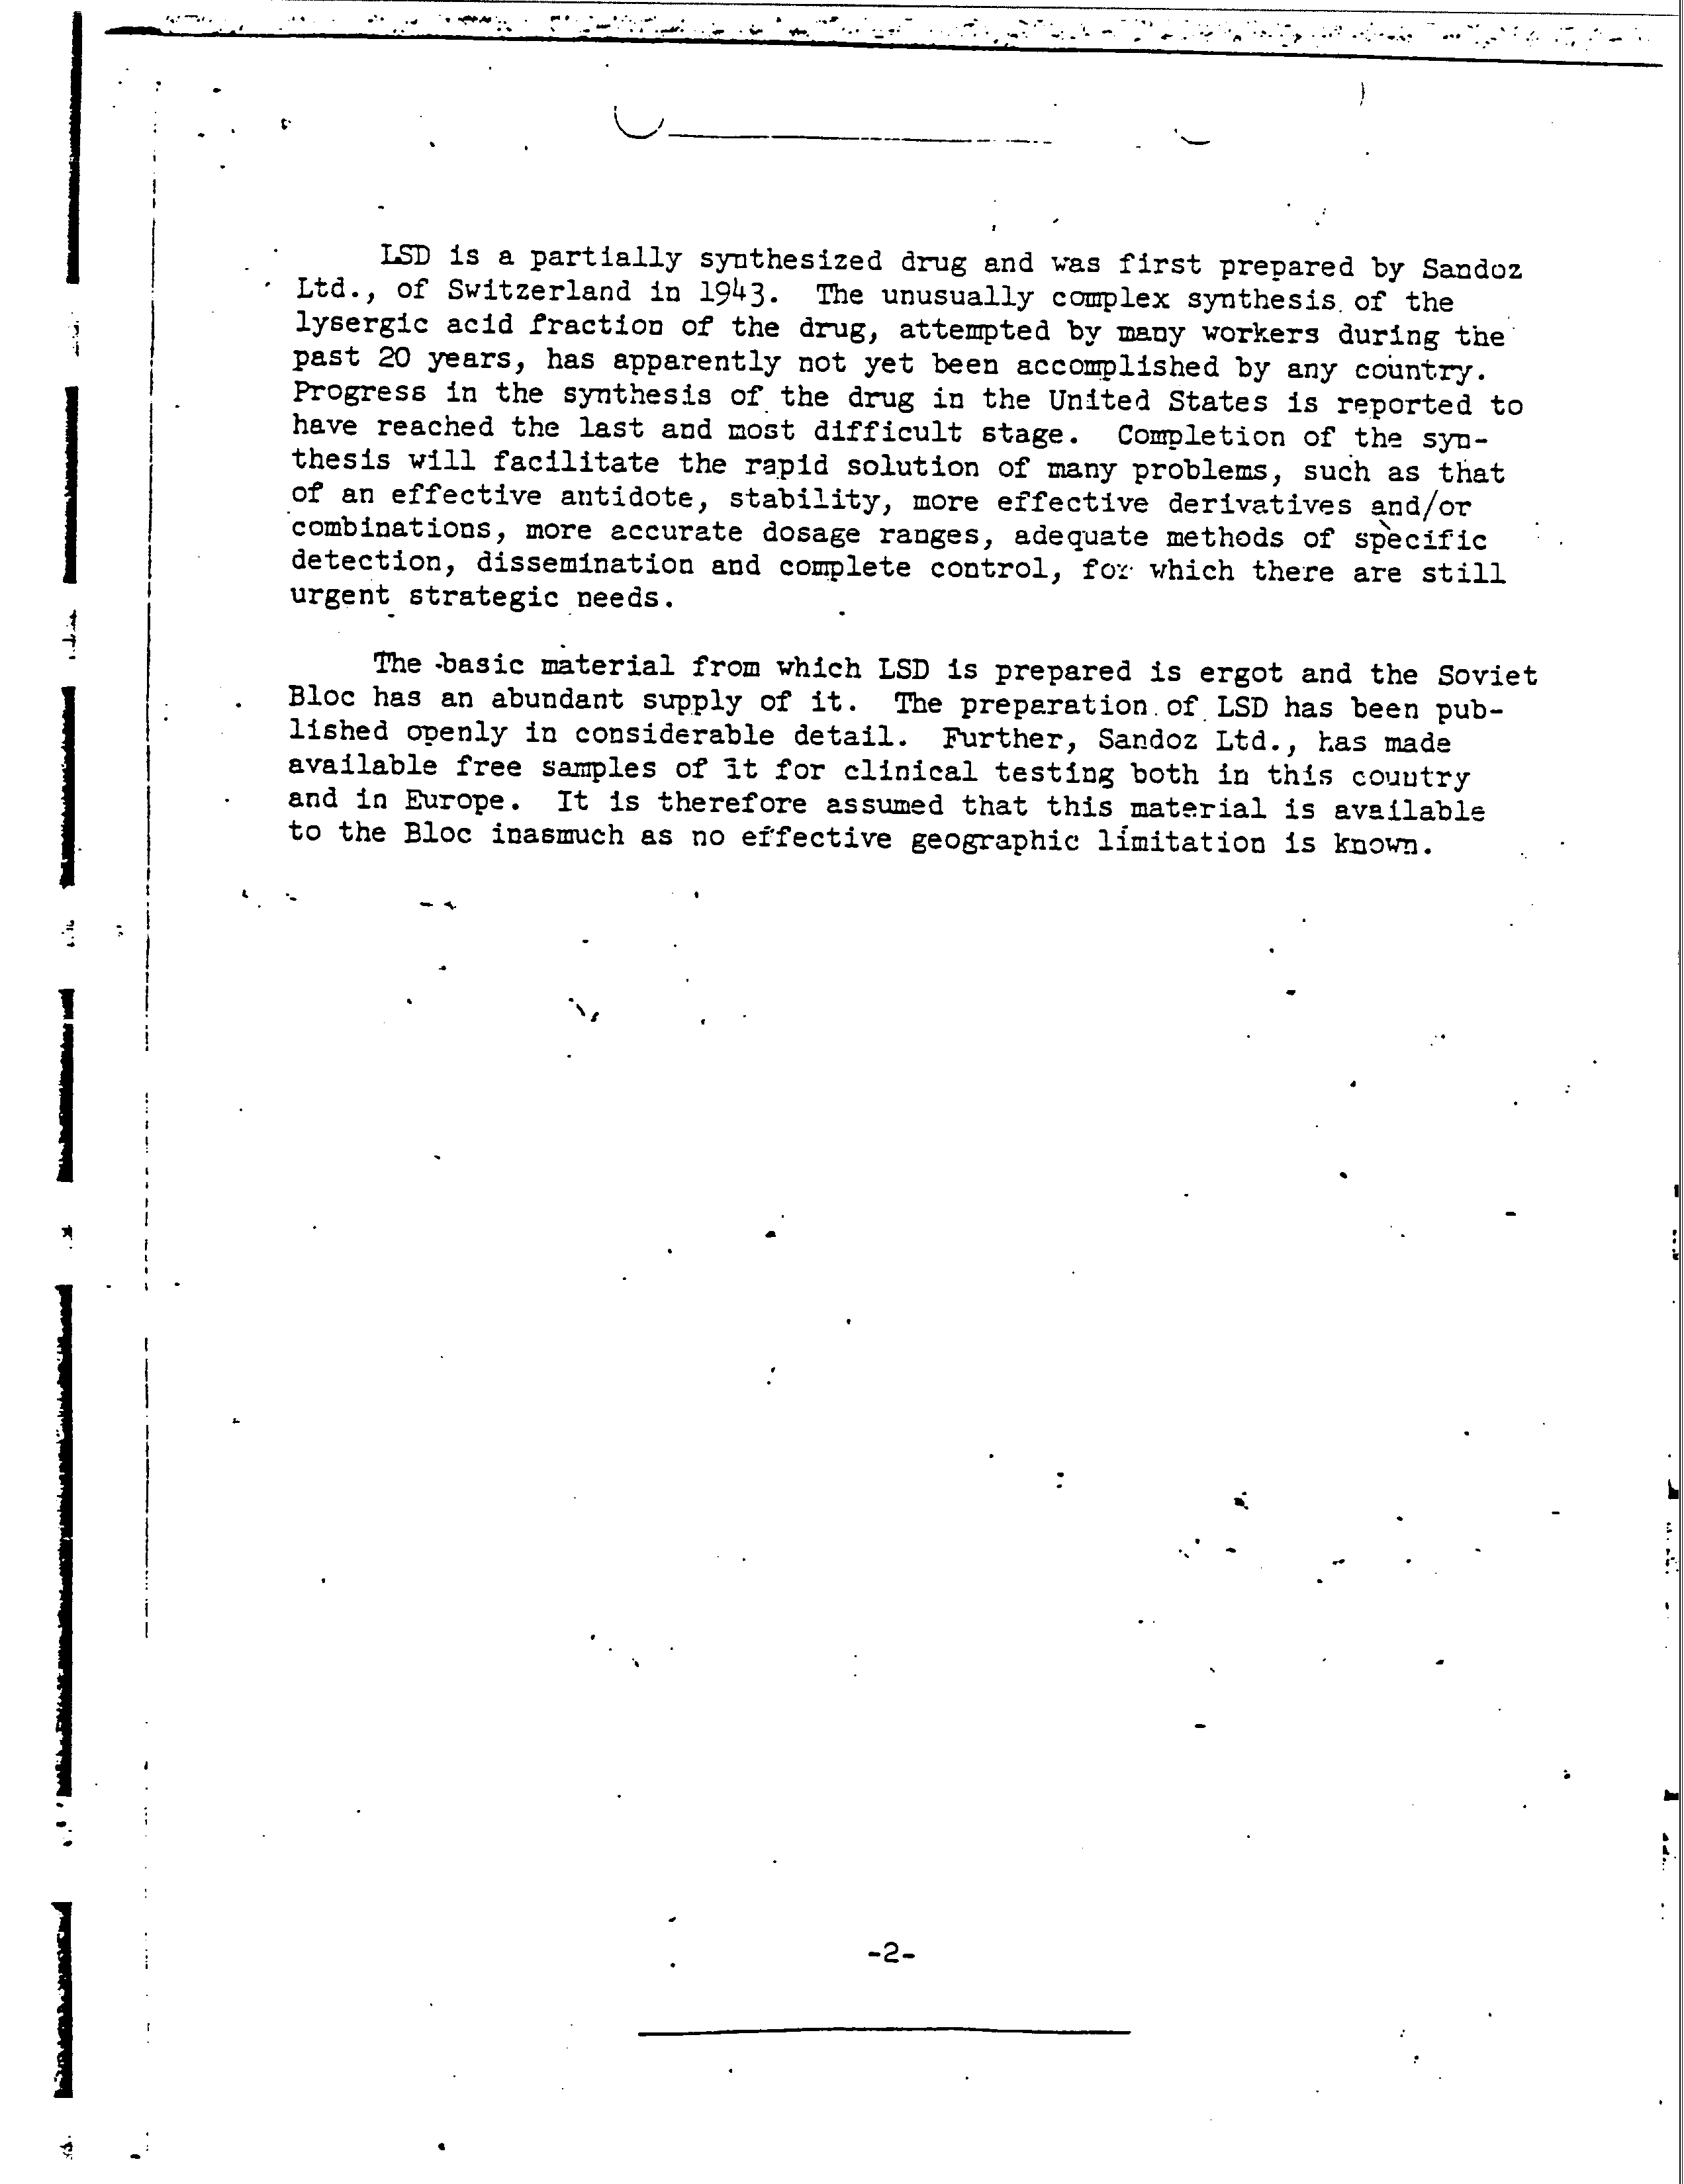 LSD is a partially synthesized drug and was first prepared by Sandoz
Ltd., of Switzerland in 1943. The unusually complex synthesis of the
lysergic acid fraction of the drug, attempted by many workers during the
past 20 years, has apparently not yet been accomplished by any country.
Progress in the synthesis of the drug in the United States is reported to
have reached the last and most difficult stage. Completion of the syn-
thesis will facilitate the rapid solution of many problems, such as that
of an effective antidote, stability, more effective derivatives and/or
combinations, more accurate dosage ranges, adequate methods of specific
detection, dissemination and complete control, for which there are still
urgent strategic needs.
The basic material from which LSD is prepared is ergot and the Soviet
Bloc has an abundant supply of it. The preparation of LSD has been pub-
lished openly in considerable detail. Further, Sandoz Ltd., has made
available free samples of it for clinical testing both in this country
and in Europe. It is therefore assumed that this material is available
to the Bloc inasmuch as no effective geographic limitation is known.
-2-